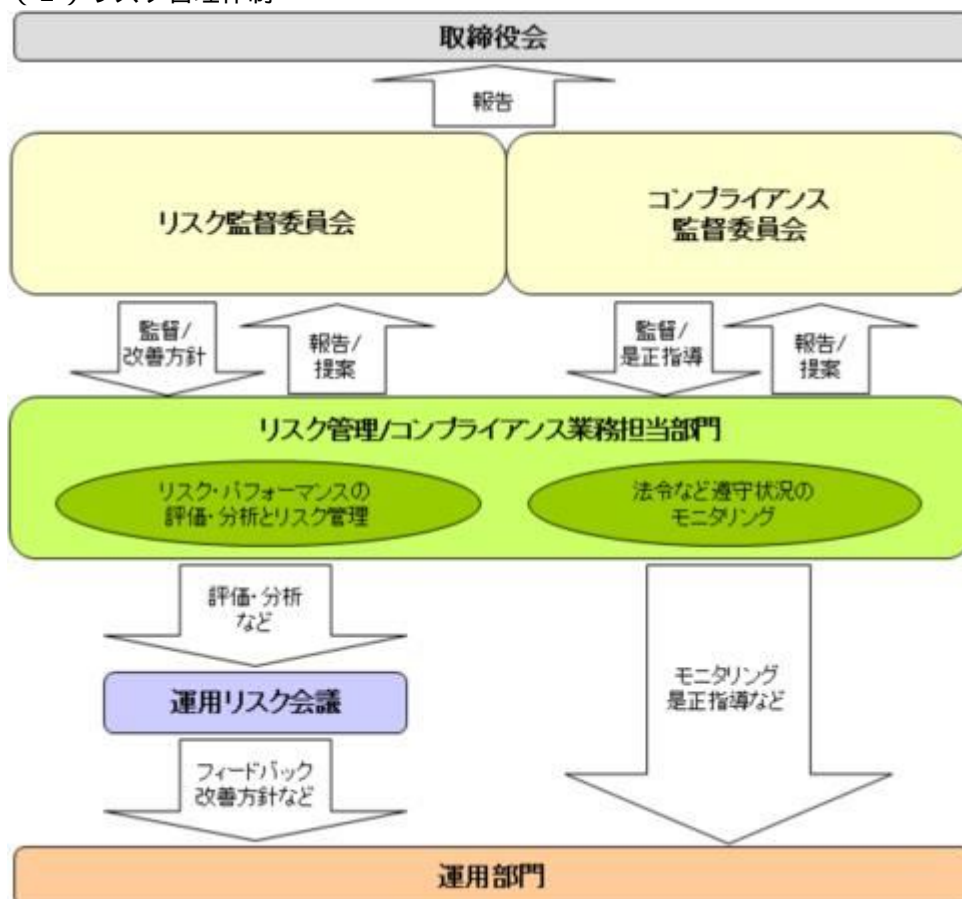 取締役会
報告
リスク監督委員会
コンプライアンス
監督委員会
監督/
改善方針
報告/
提案
監督/
是正指導
報告/
提案
リスク管理/コンプライアンス業務担当部門
リスク・パフォーマンスの
評価・分析とリスク管理
法令など遵守状況の
モニタリング
評価・分析
など
運用リスク会議
モニタリング
是正指導など
フィードバック
改善方針など
運用部門